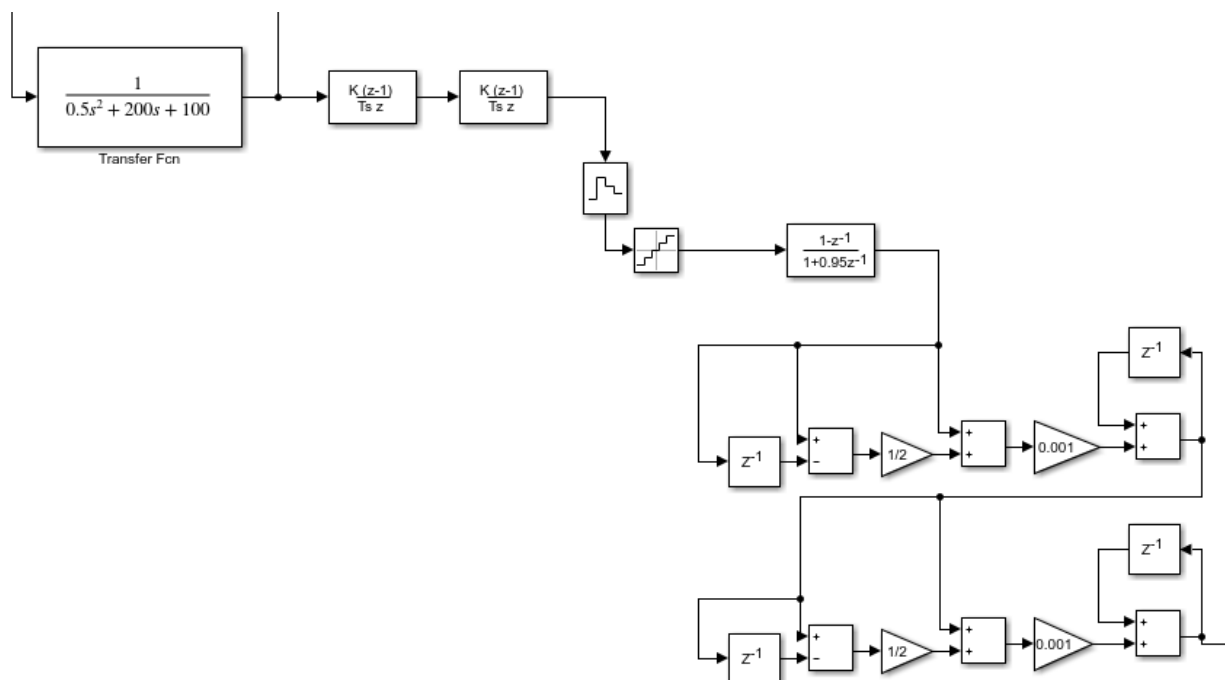 1
0.5s² + 200s + 100
Transfer Fcn
K (z-1)
Ts z
K (z-1)
Ts z
1-z⁻¹
1+0.95z⁻¹
Z⁻¹
+
−
Z⁻¹
1/2
+
+
0.001
+
+
Z⁻¹
+
−
Z⁻¹
1/2
+
+
0.001
+
+